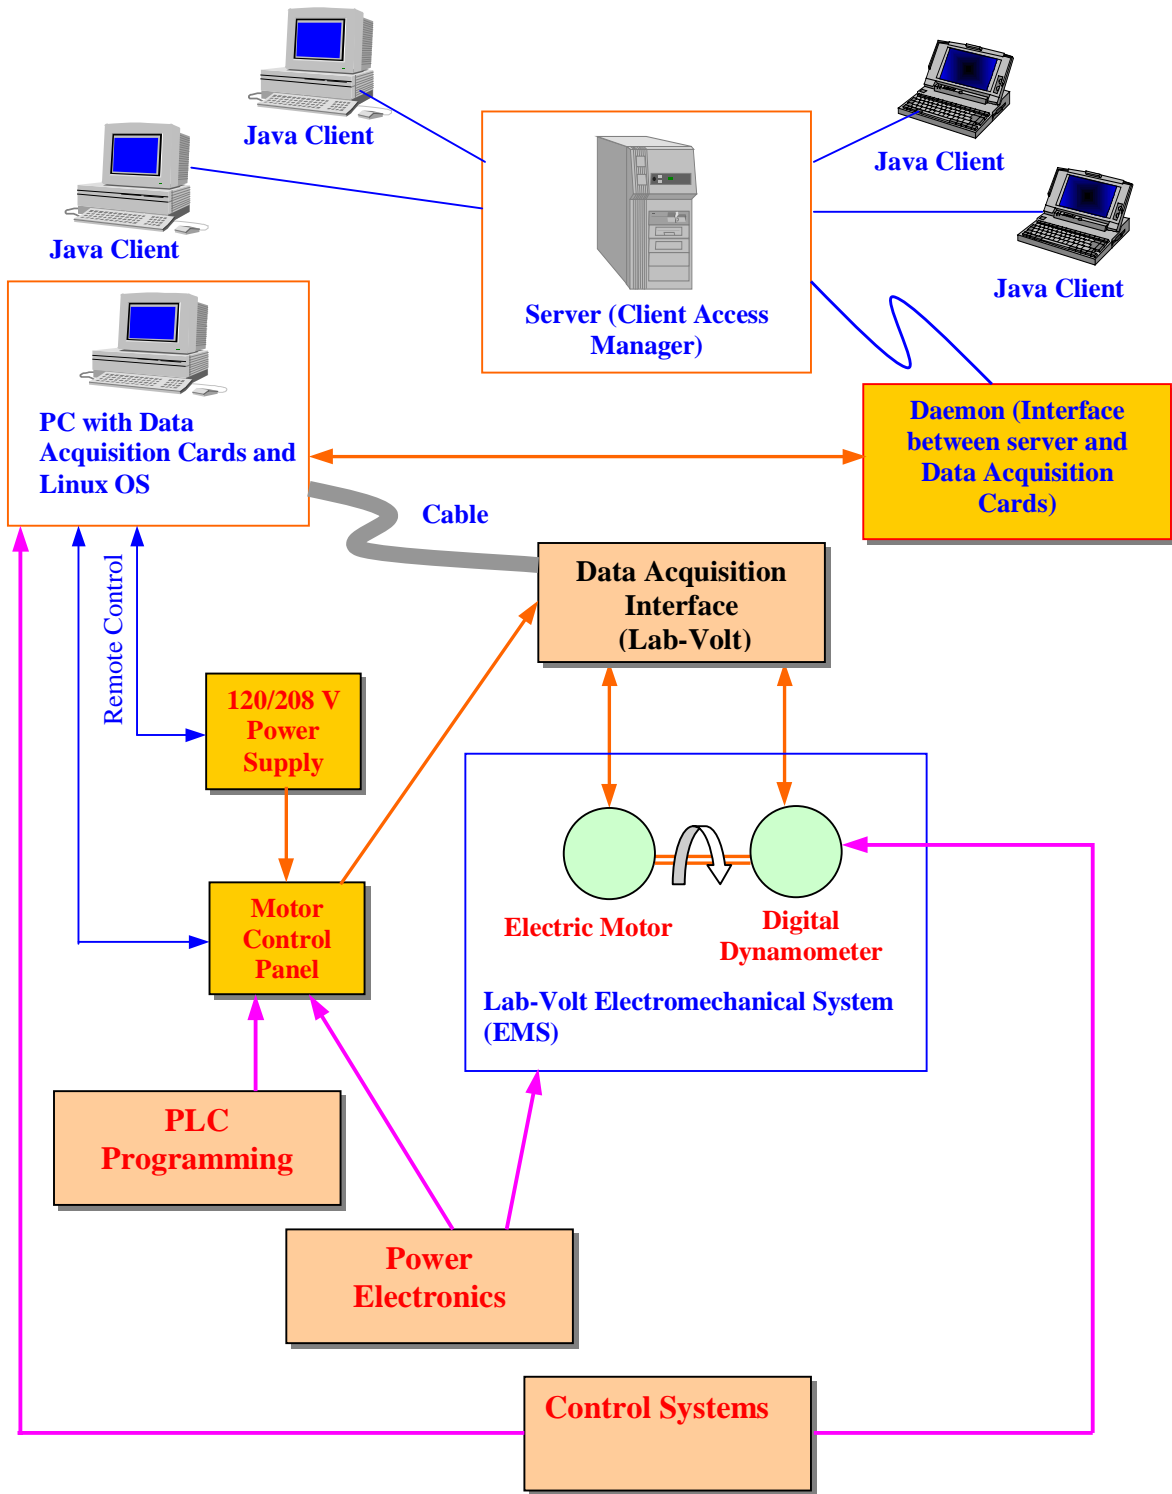 Java Client
Java Client
Java Client
Java Client
Server (Client Access
Manager)
PC with Data
Acquisition Cards and
Linux OS
Daemon (Interface
between server and
Data Acquisition
Cards)
Cable
Remote Control
Data Acquisition
Interface
(Lab-Volt)
120/208 V
Power
Supply
Motor
Control
Panel
Electric Motor
Digital
Dynamometer
Lab-Volt Electromechanical System
(EMS)
PLC
Programming
Power
Electronics
Control Systems